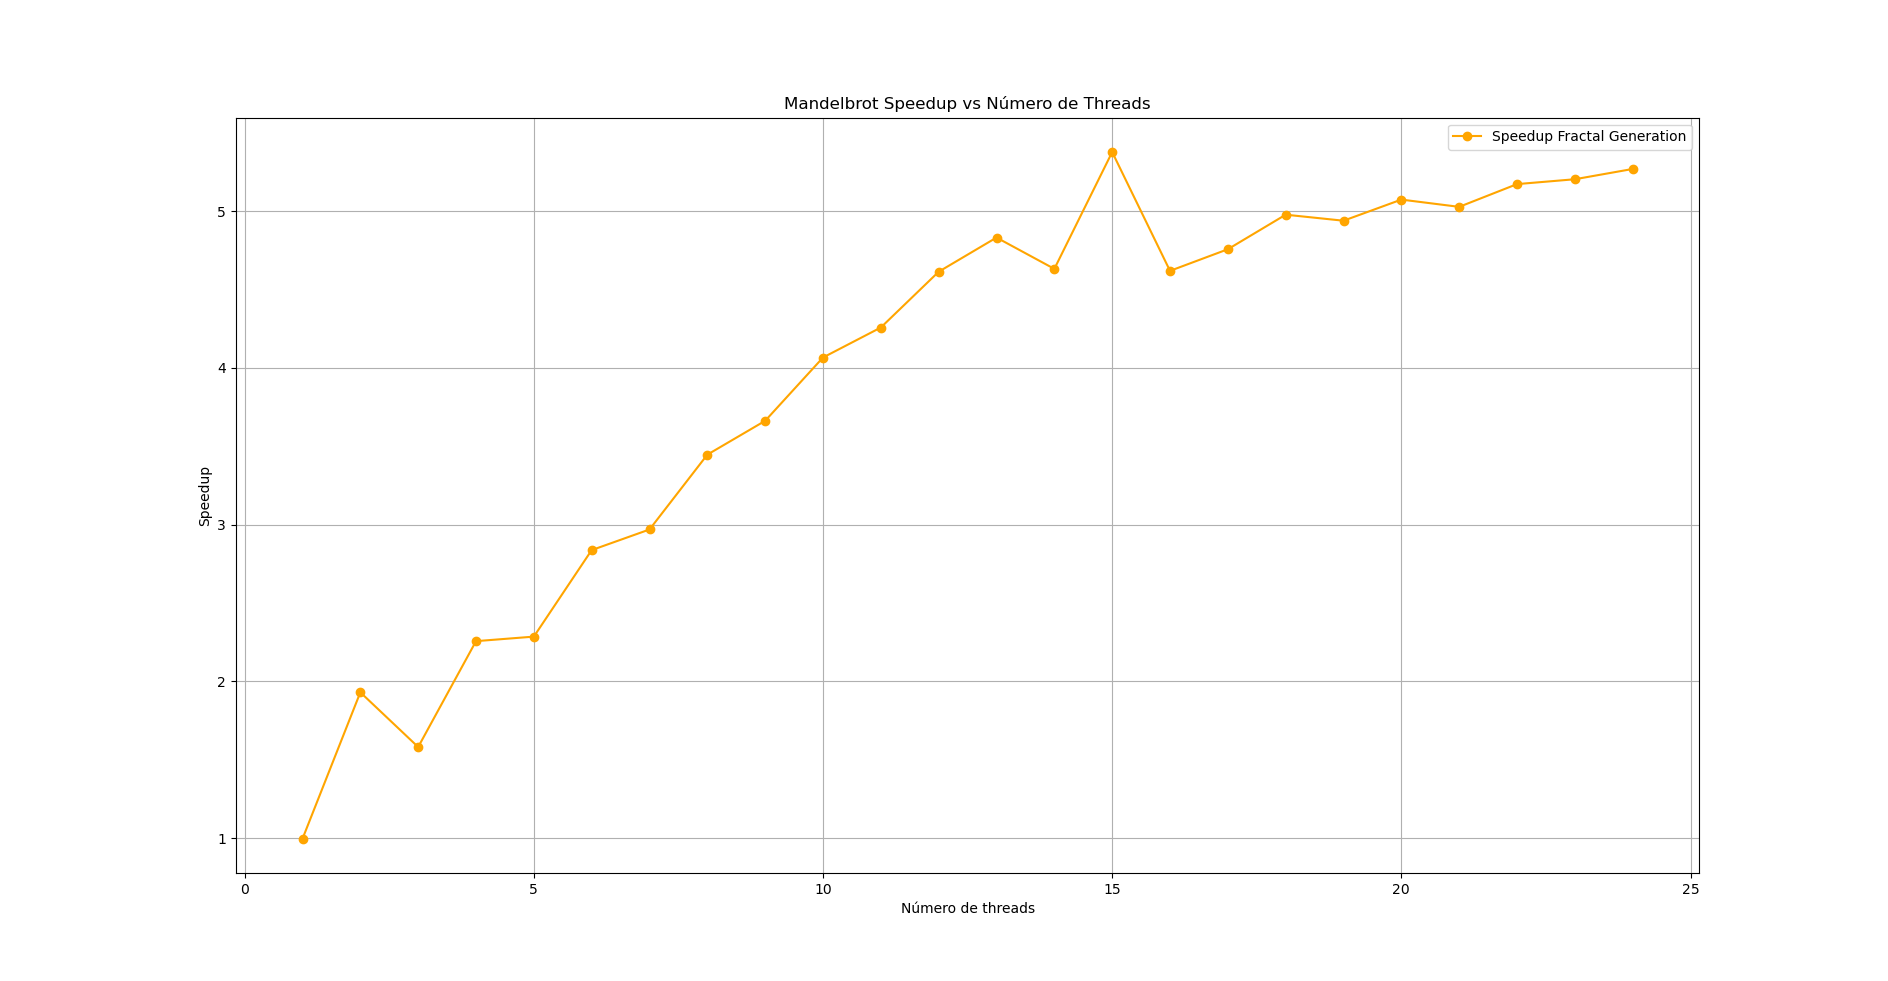 Mandelbrot Speedup vs Número de Threads
Speedup Fractal Generation
5
4
3
2
1
Speedup
0 5 10 15 20 25
Número de threads